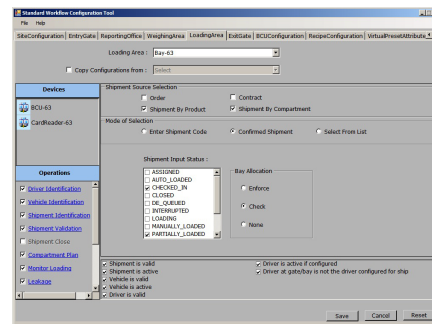 Standard Workflow Configuration Tool
File Help
SiteConfiguration EntryGate ReportingOffice WeighingArea LoadingArea ExitGate BCUConfiguration RecipeConfiguration VirtualPresetAttribute
Loading Area : Bay-63
Copy Configurations from : Select
Devices
BCU-63
CardReader-63
Operations
Driver Identification
Vehicle Identification
Shipment Identification
Shipment Validation
Shipment Close
Compartment Plan
Monitor Loading
Leakage
Shipment Source Selection
Order Contract
Shipment By Product Shipment By Compartment
Mode of Selection
Enter Shipment Code Confirmed Shipment Select From List
Shipment Input Status :
ASSIGNED
AUTO_LOADED
CHECKED_IN
CLOSED
DE_QUEUED
INTERRUPTED
LOADING
MANUALLY_LOADED
PARTIALLY_LOADED
Bay Allocation
Enforce
Check
None
Shipment is valid Driver is active if configured
Shipment is active Driver at gate/bay is not the driver configured for ship
Vehicle is valid
Vehicle is active
Driver is valid
Save Cancel Reset